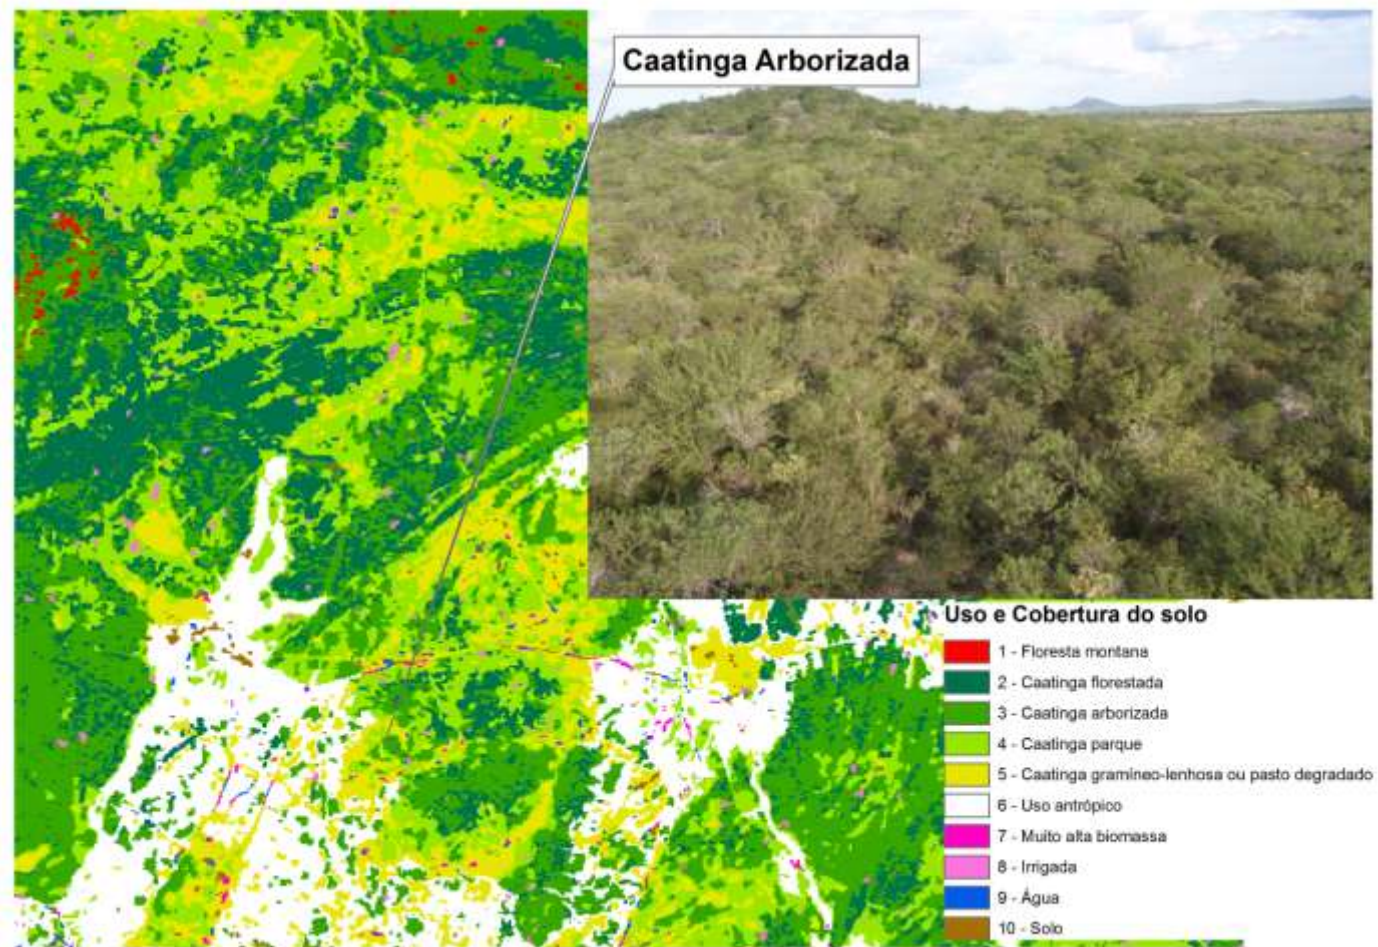 Caatinga Arborizada
Uso e Cobertura do solo
1 - Floresta montana
2 - Caatinga florestada
3 - Caatinga arborizada
4 - Caatinga parque
5 - Caatinga gramíneo-lenhosa ou pasto degradado
6 - Uso antrópico
7 - Muito alta biomassa
8 - Irrigada
9 - Água
10 - Solo